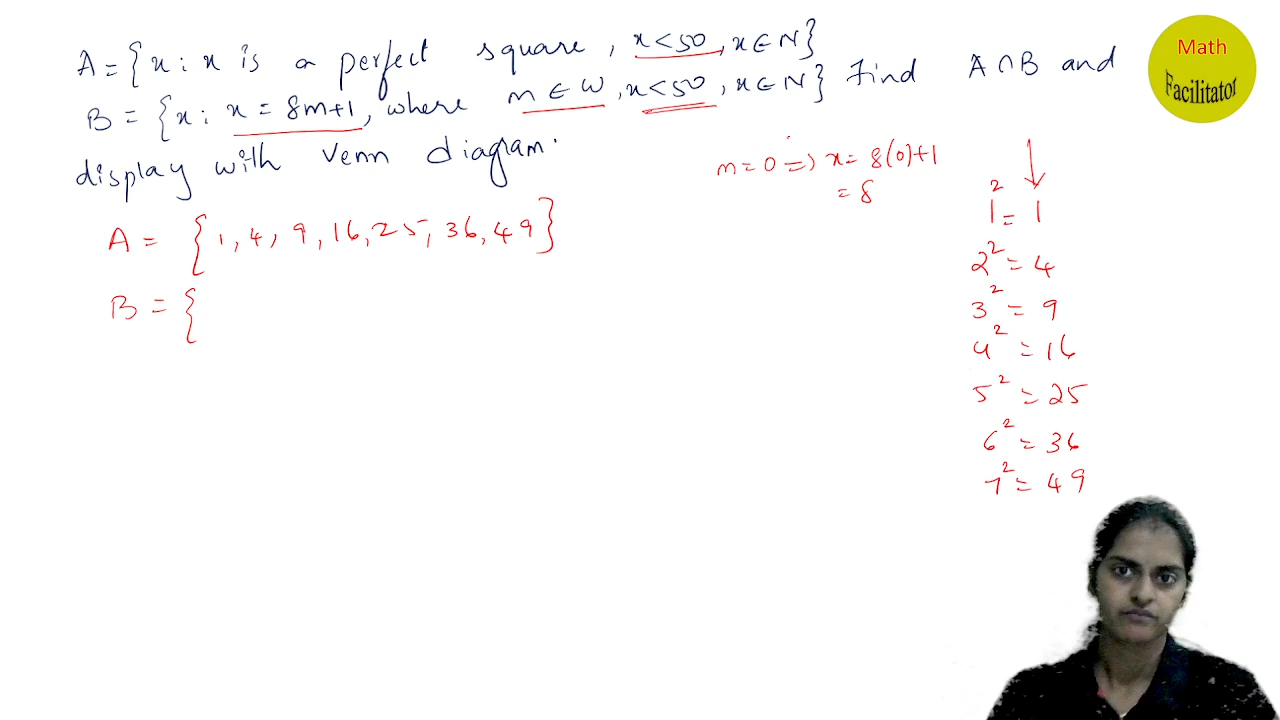 A = {x : x is a perfect square, x < 50, x ∈ N}
B = {x : x = 8m+1, where m ∈ W, x < 50, x ∈ N} Find A ∩ B and
display with Venn diagram.
Math
Facilitator
m = 0 => x = 8(0)+1
= 8
A = {1, 4, 9, 16, 25, 36, 49}
B = {
1² = 1
2² = 4
3² = 9
4² = 16
5² = 25
6² = 36
7² = 49